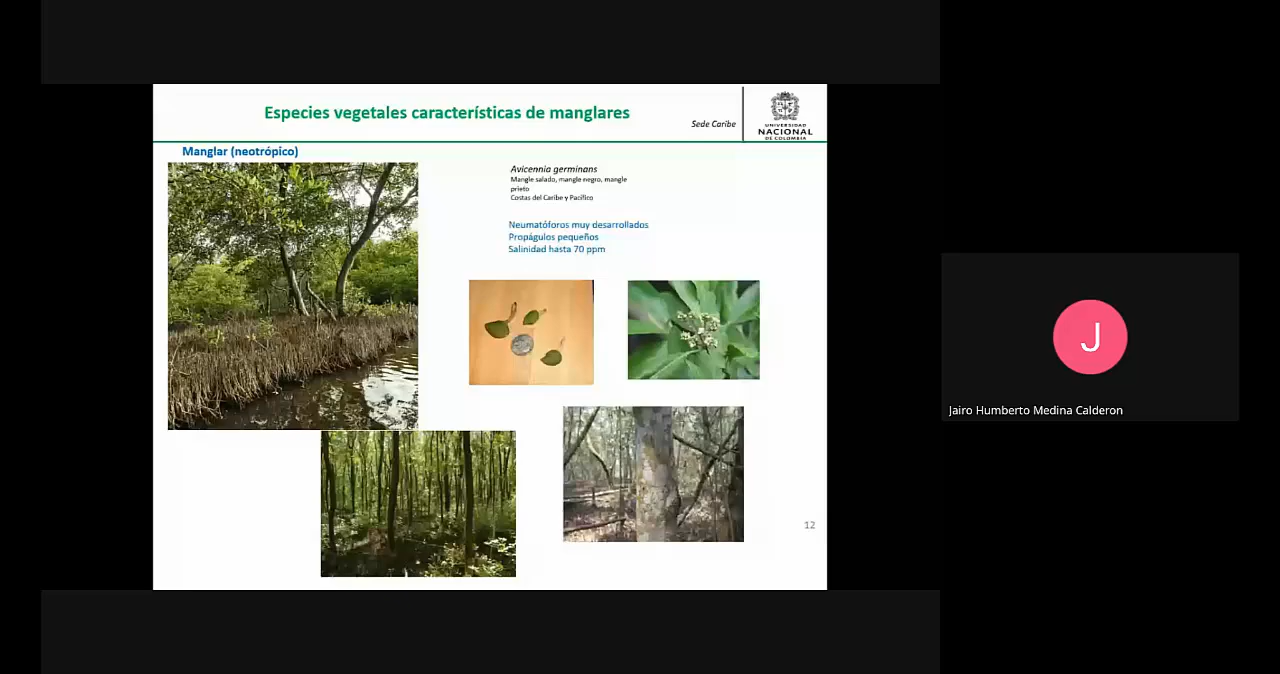 Especies vegetales características de manglares
Sede Caribe
UNIVERSIDAD
NACIONAL
DE COLOMBIA
Manglar (neotrópico)
Avicennia germinans
Mangle salado, mangle negro, mangle
prieto
Costas del Caribe y Pacífico
Neumatóforos muy desarrollados
Propágulos pequeños
Salinidad hasta 70 ppm
12
J
Jairo Humberto Medina Calderon